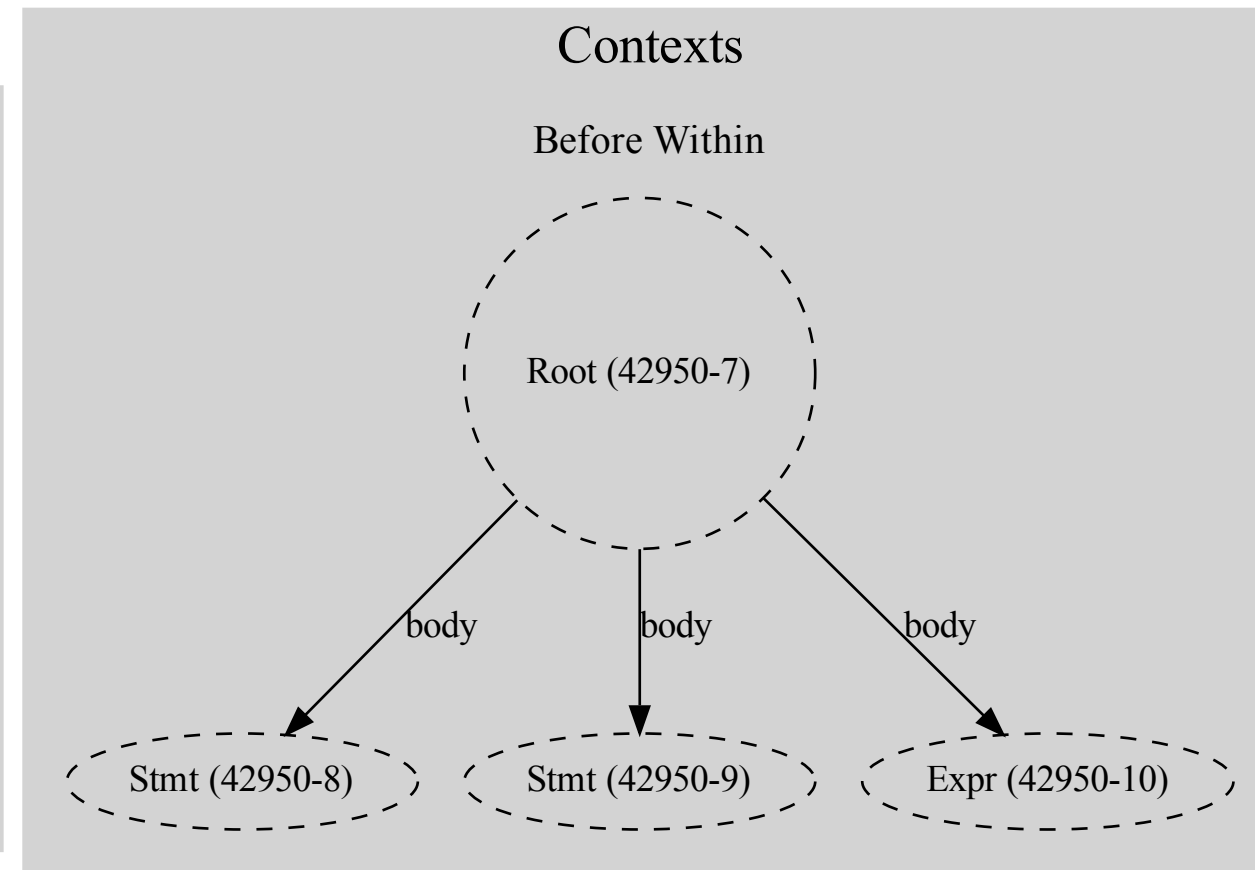 Contexts
Before Within
Root (42950-7)
body body body
Stmt (42950-8) Stmt (42950-9) Expr (42950-10)